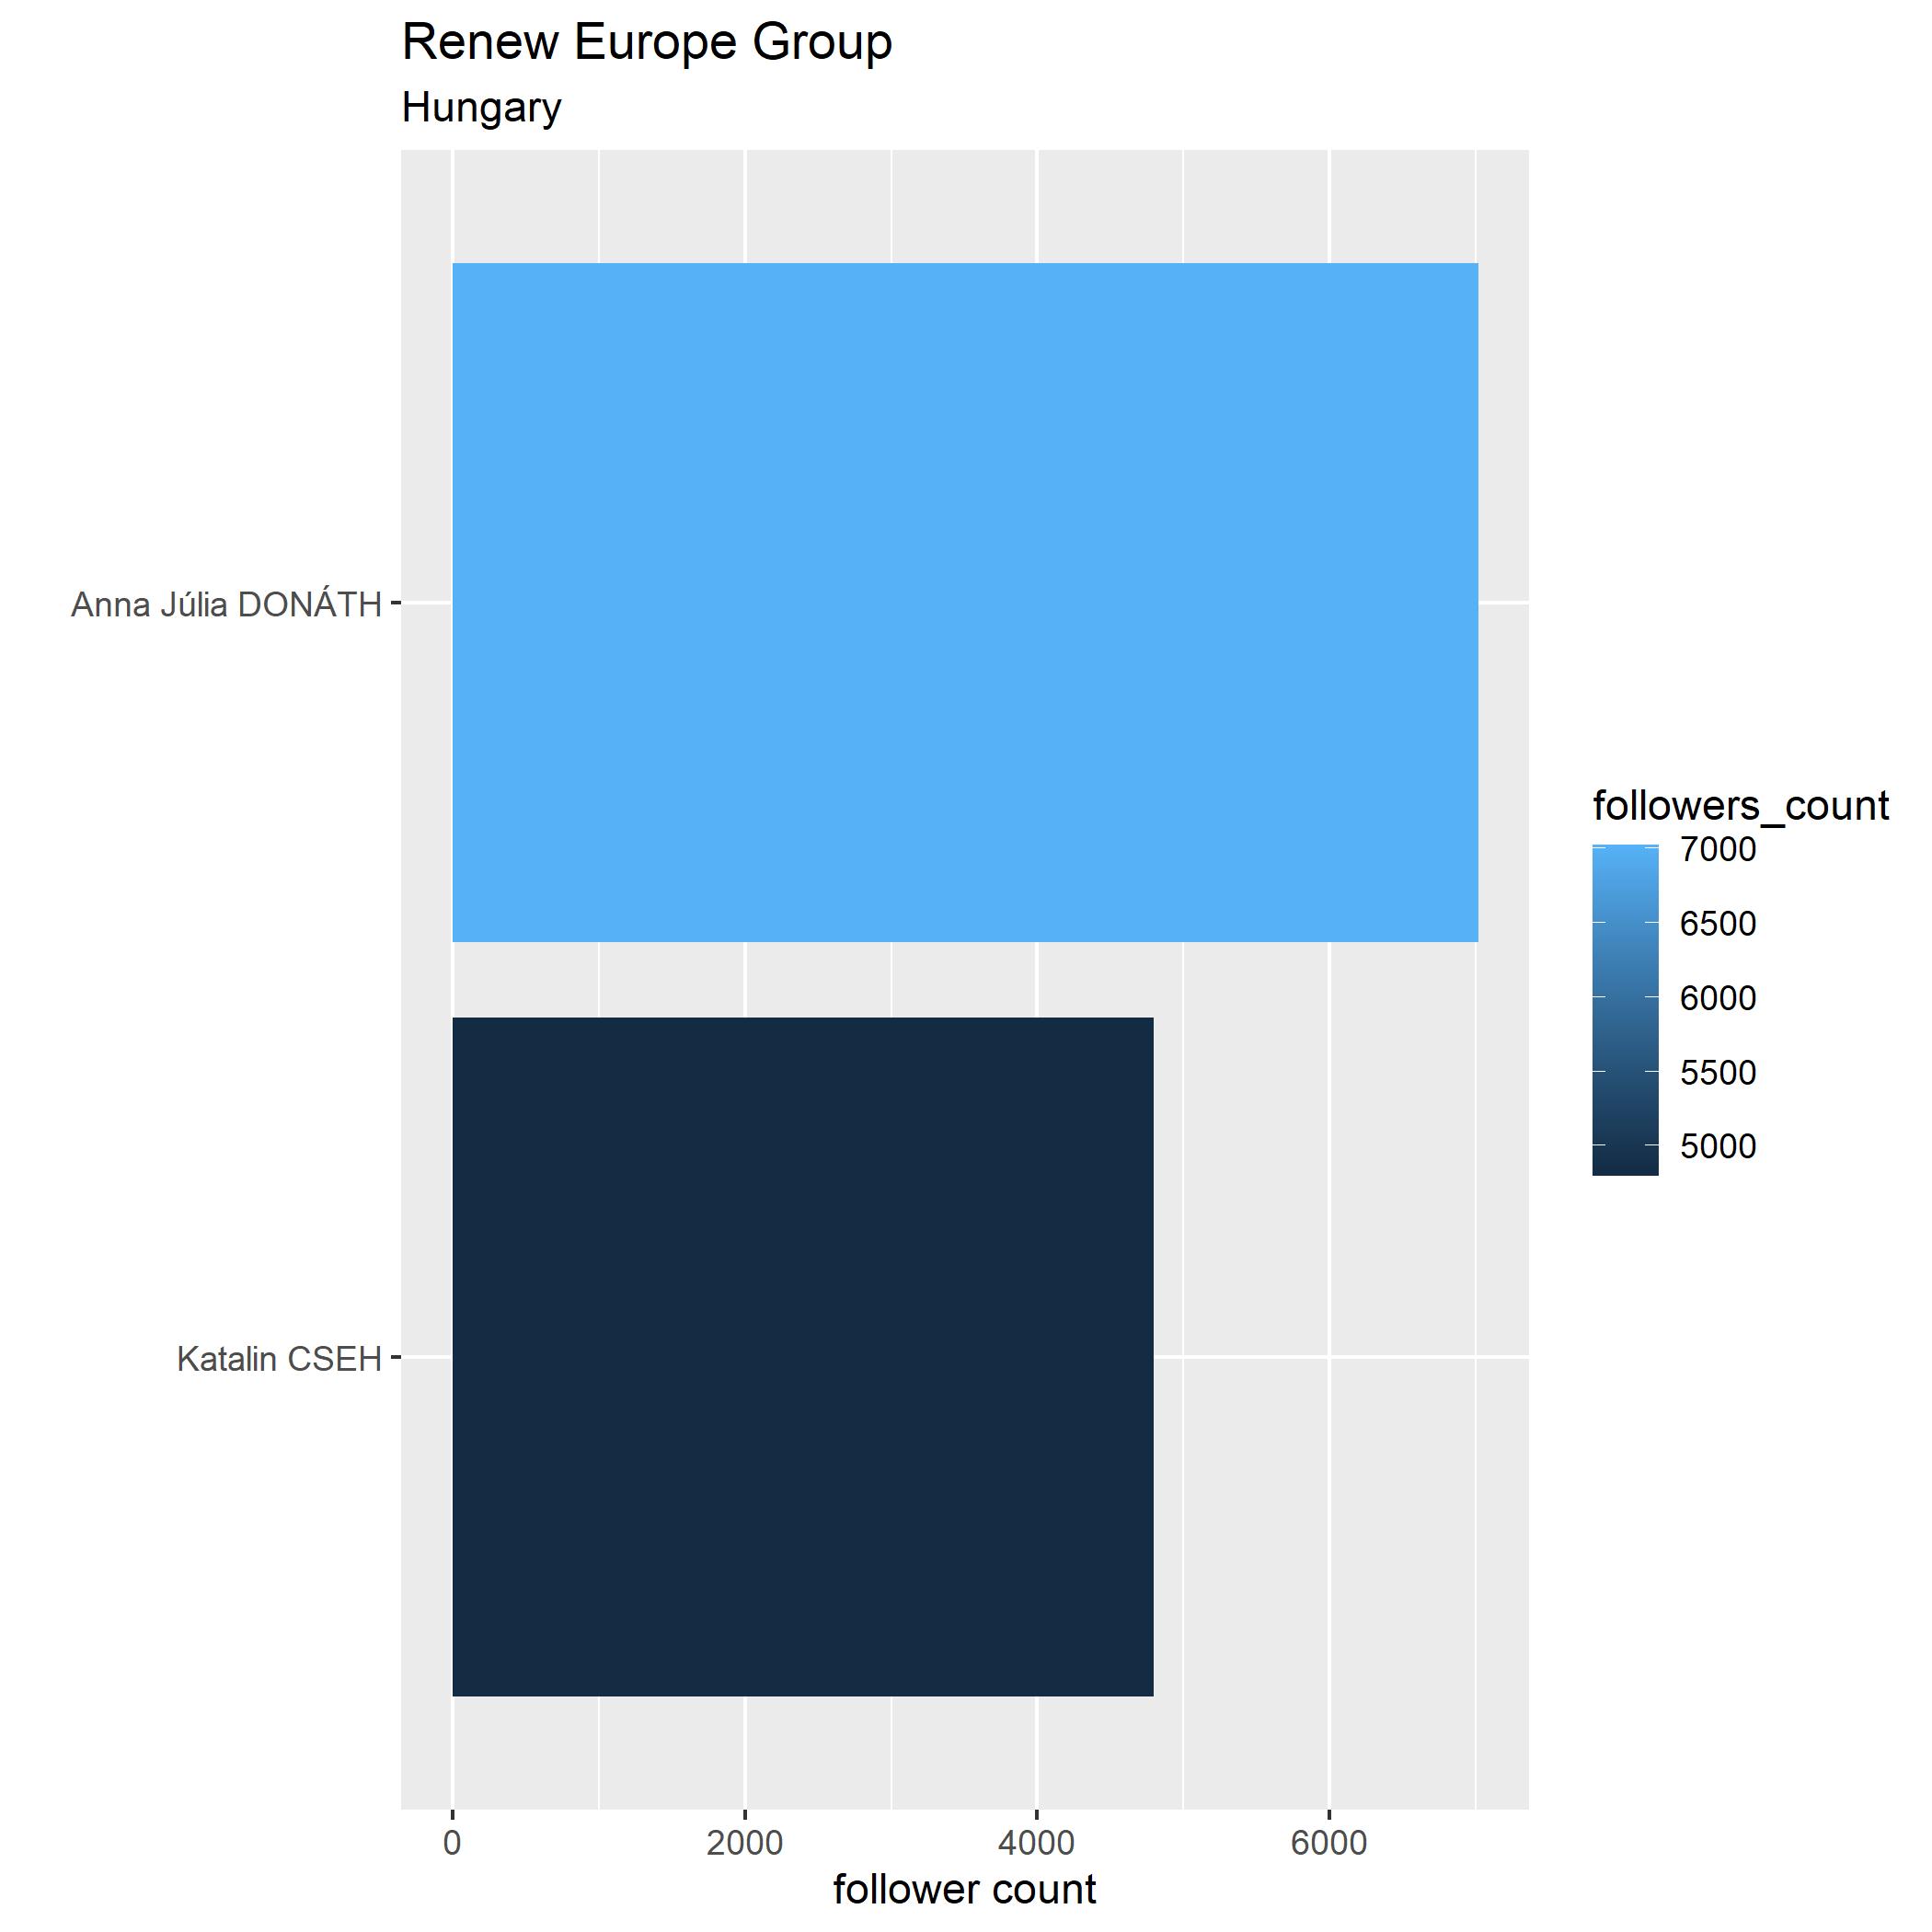 Renew Europe Group
Hungary
Anna Júlia DONÁTH
Katalin CSEH
0
2000
4000
6000
follower count
followers_count
7000
6500
6000
5500
5000